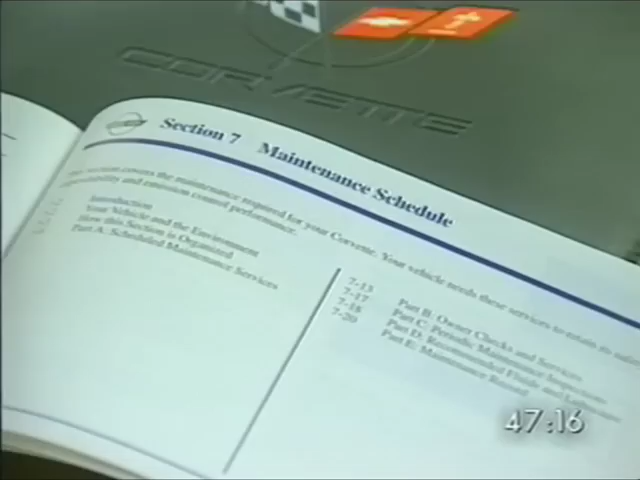 CORVETTE
Section 7 Maintenance Schedule
This section covers the maintenance required for your Corvette. Your vehicle needs these services to retain its
and emission control performance.
Introduction
Your Vehicle and the Environment
How this Section is Organized
Part A: Scheduled Maintenance Services
7-13 Part B: Owner Checks and Services
7-17 Part C: Periodic Maintenance Inspections
7-18 Part D: Recommended Fluids and Lubricants
7-20 Part E: Maintenance Record
47:16